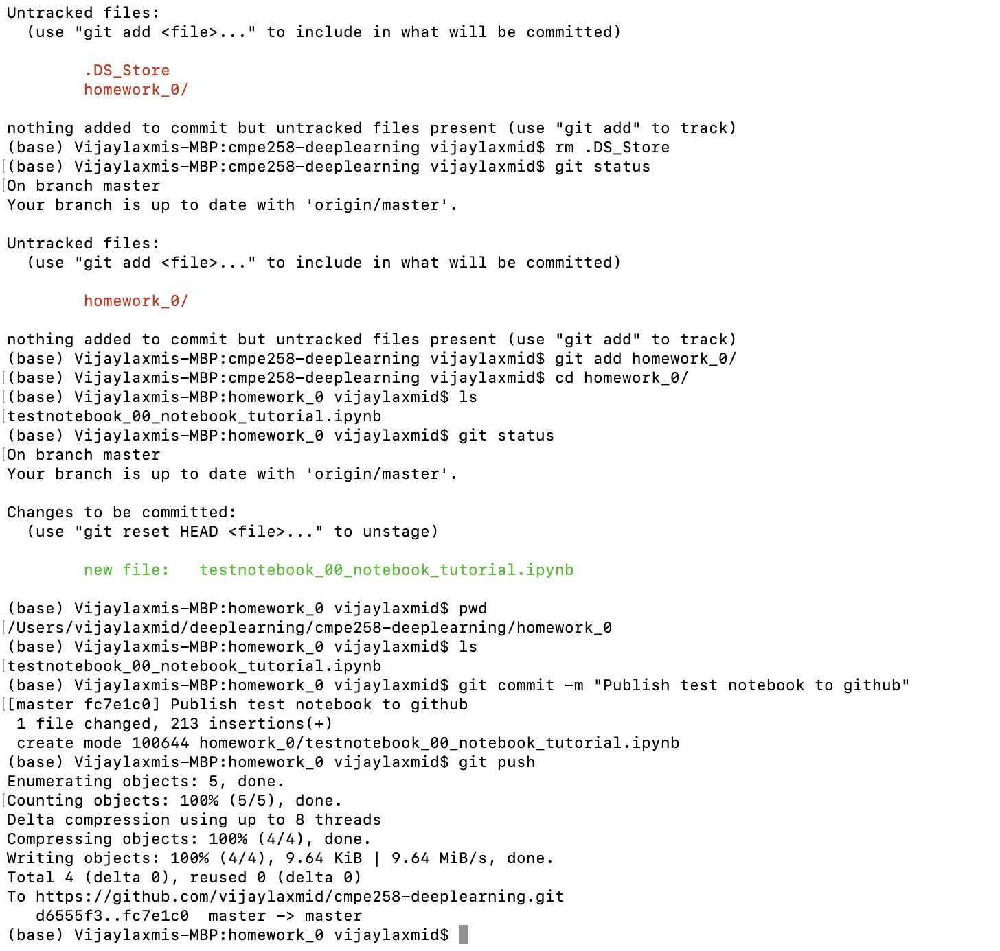 Untracked files:
  (use "git add <file>..." to include in what will be committed)

        .DS_Store
        homework_0/

nothing added to commit but untracked files present (use "git add" to track)
(base) Vijaylaxmis-MBP:cmpe258-deeplearning vijaylaxmid$ rm .DS_Store
[(base) Vijaylaxmis-MBP:cmpe258-deeplearning vijaylaxmid$ git status
[On branch master
Your branch is up to date with 'origin/master'.

Untracked files:
  (use "git add <file>..." to include in what will be committed)

        homework_0/

nothing added to commit but untracked files present (use "git add" to track)
(base) Vijaylaxmis-MBP:cmpe258-deeplearning vijaylaxmid$ git add homework_0/
[(base) Vijaylaxmis-MBP:cmpe258-deeplearning vijaylaxmid$ cd homework_0/
[(base) Vijaylaxmis-MBP:homework_0 vijaylaxmid$ ls
[testnotebook_00_notebook_tutorial.ipynb
(base) Vijaylaxmis-MBP:homework_0 vijaylaxmid$ git status
[On branch master
Your branch is up to date with 'origin/master'.

Changes to be committed:
  (use "git reset HEAD <file>..." to unstage)

        new file:   testnotebook_00_notebook_tutorial.ipynb

(base) Vijaylaxmis-MBP:homework_0 vijaylaxmid$ pwd
[/Users/vijaylaxmid/deeplearning/cmpe258-deeplearning/homework_0
(base) Vijaylaxmis-MBP:homework_0 vijaylaxmid$ ls
[testnotebook_00_notebook_tutorial.ipynb
(base) Vijaylaxmis-MBP:homework_0 vijaylaxmid$ git commit -m "Publish test notebook to github"
[[master fc7e1c0] Publish test notebook to github
 1 file changed, 213 insertions(+)
 create mode 100644 homework_0/testnotebook_00_notebook_tutorial.ipynb
(base) Vijaylaxmis-MBP:homework_0 vijaylaxmid$ git push
Enumerating objects: 5, done.
[Counting objects: 100% (5/5), done.
Delta compression using up to 8 threads
Compressing objects: 100% (4/4), done.
Writing objects: 100% (4/4), 9.64 KiB | 9.64 MiB/s, done.
Total 4 (delta 0), reused 0 (delta 0)
To https://github.com/vijaylaxmid/cmpe258-deeplearning.git
   d6555f3..fc7e1c0  master -> master
(base) Vijaylaxmis-MBP:homework_0 vijaylaxmid$